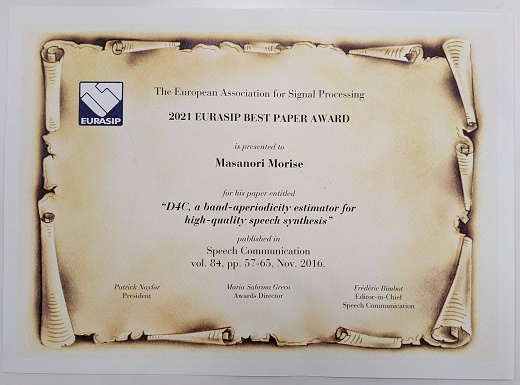 EURASIP
The European Association for Signal Processing
2021 EURASIP BEST PAPER AWARD
is presented to
Masanori Morise
for his paper entitled
“D4C, a band-aperiodicity estimator for
high-quality speech synthesis”
published in
Speech Communication
vol. 84, pp. 57-65, Nov. 2016.
Patrick Naylor
President
Maria Sabrina Greco
Awards Director
Frédéric Bimbot
Editor-in-Chief
Speech Communication